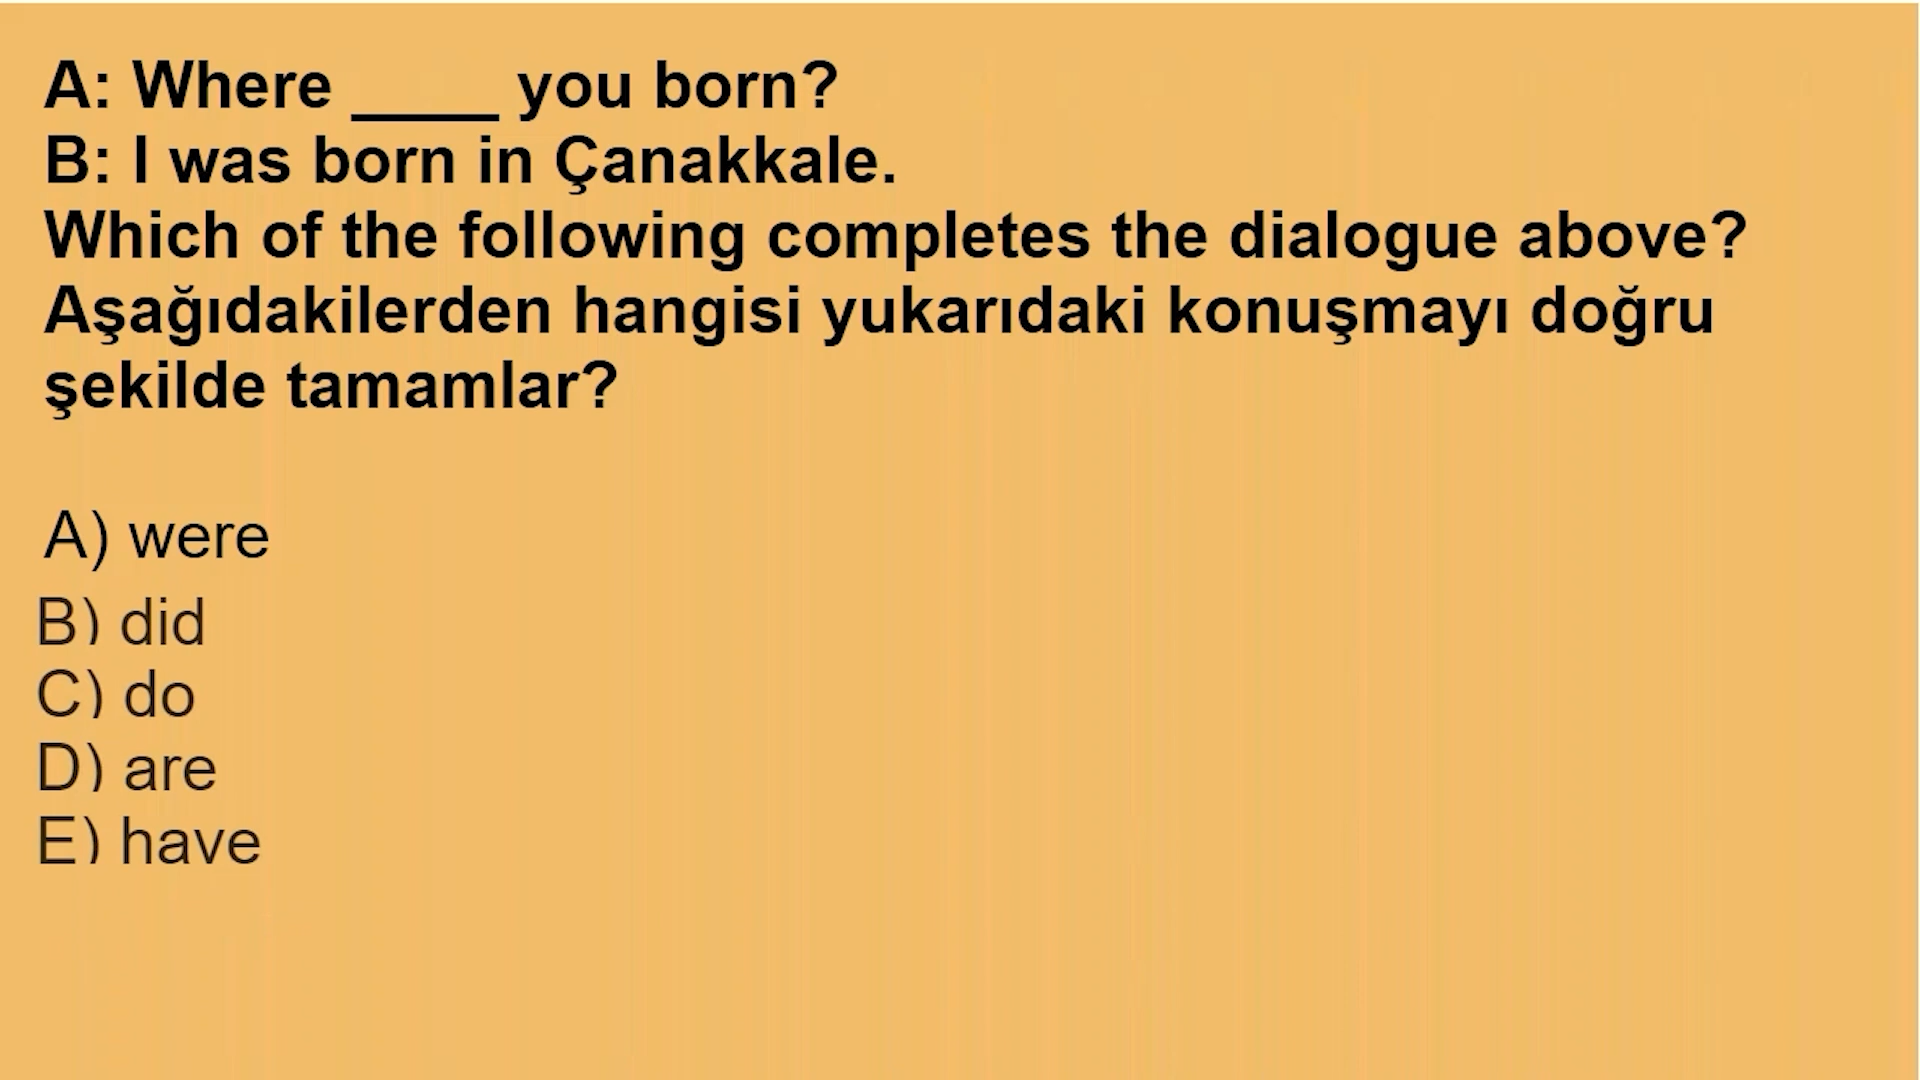 A: Where ____ you born?
B: I was born in Çanakkale.
Which of the following completes the dialogue above?
Aşağıdakilerden hangisi yukarıdaki konuşmayı doğru
şekilde tamamlar?
A) were
B) did
C) do
D) are
E) have